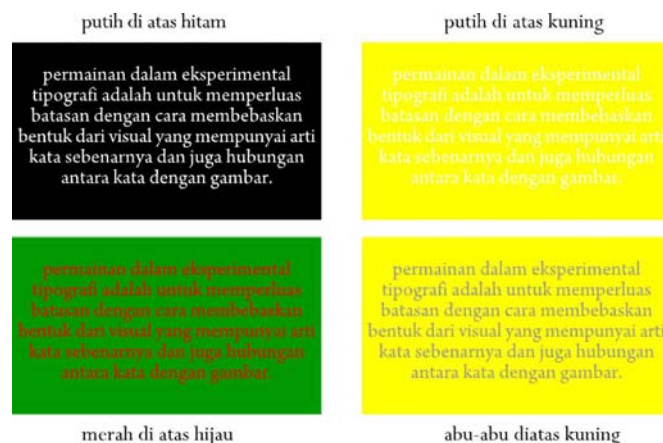 putih di atas hitam
permainan dalam eksperimental
tipografi adalah untuk memperluas
batasan dengan cara membebaskan
bentuk dari visual yang mempunyai arti
kata sebenarnya dan juga hubungan
antara kata dengan gambar.
putih di atas kuning
permainan dalam eksperimental
tipografi adalah untuk memperluas
batasan dengan cara membebaskan
bentuk dari visual yang mempunyai arti
kata sebenarnya dan juga hubungan
antara kata dengan gambar.
permainan dalam eksperimental
tipografi adalah untuk memperluas
batasan dengan cara membebaskan
bentuk dari visual yang mempunyai arti
kata sebenarnya dan juga hubungan
antara kata dengan gambar.
merah di atas hijau
permainan dalam eksperimental
tipografi adalah untuk memperluas
batasan dengan cara membebaskan
bentuk dari visual yang mempunyai arti
kata sebenarnya dan juga hubungan
antara kata dengan gambar.
abu-abu diatas kuning